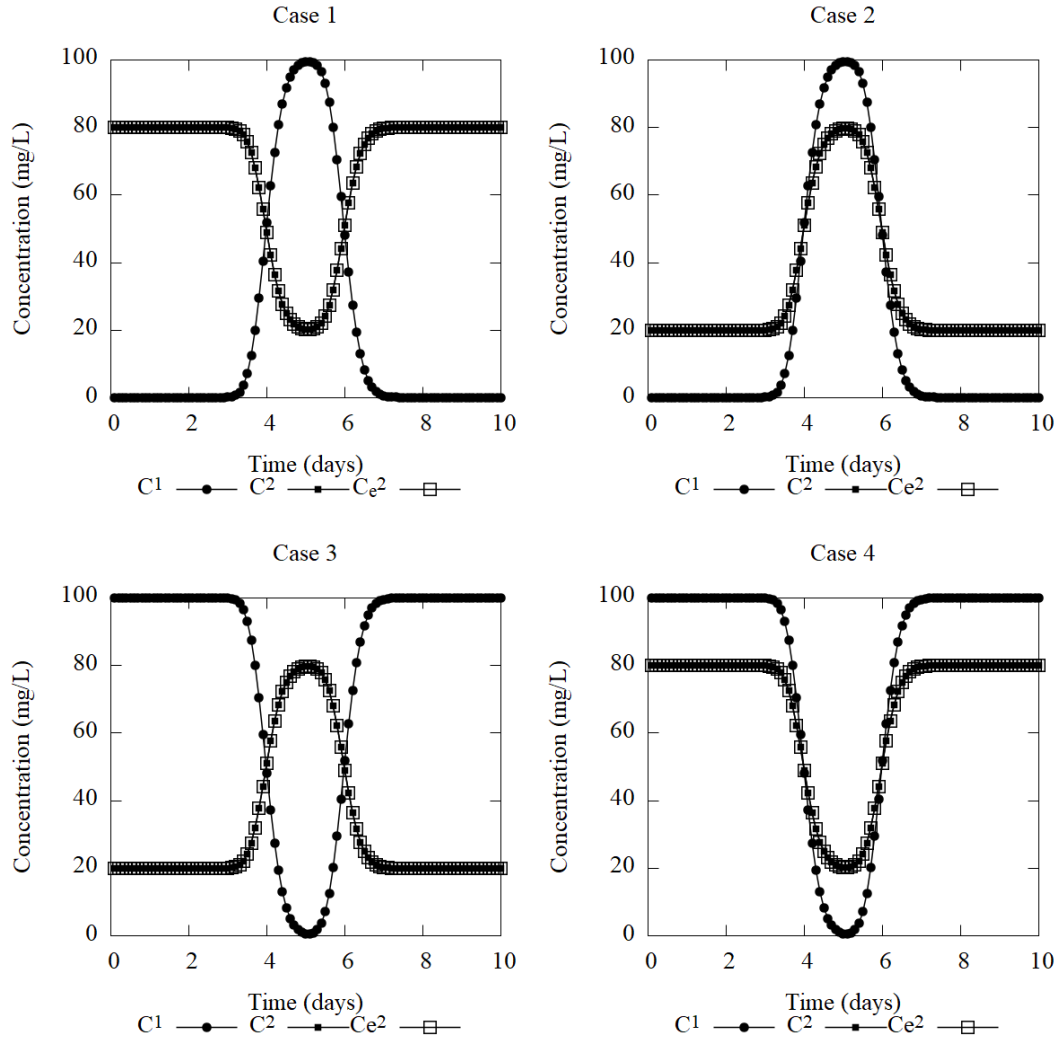 Case 1
Concentration (mg/L)
100
80
60
40
20
0
0 2 4 6 8 10
Time (days)
C¹ C² Cₑ²
Case 2
Concentration (mg/L)
100
80
60
40
20
0
0 2 4 6 8 10
Time (days)
C¹ C² Ce²
Case 3
Concentration (mg/L)
100
80
60
40
20
0
0 2 4 6 8 10
Time (days)
C¹ C² Ce²
Case 4
Concentration (mg/L)
100
80
60
40
20
0
0 2 4 6 8 10
Time (days)
C¹ C² Ce²